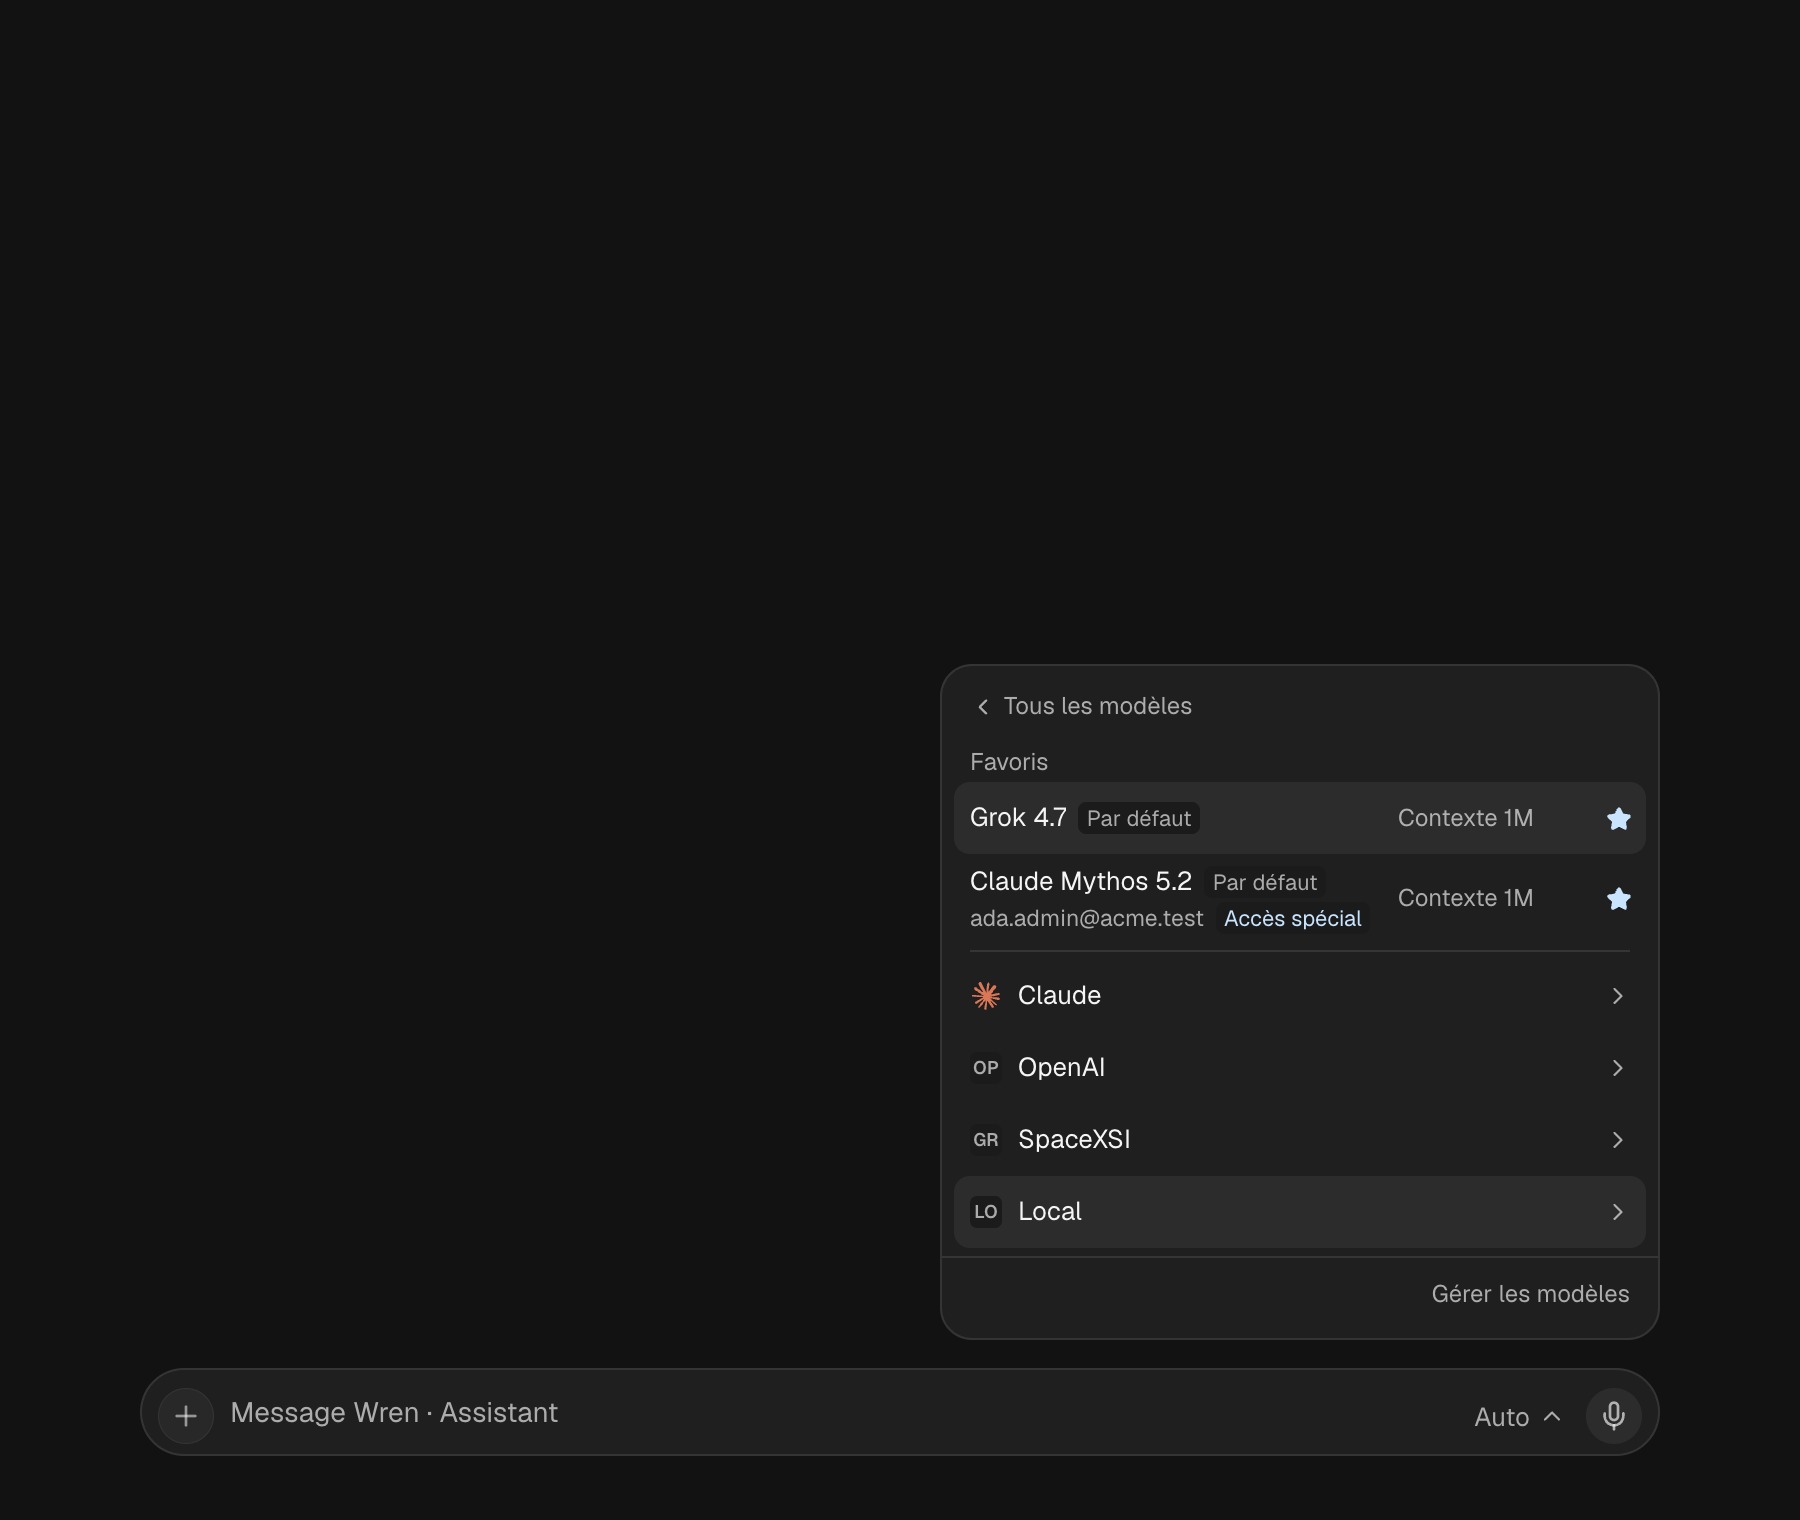 Tous les modèles
Favoris
Grok 4.7 Par défaut Contexte 1M
Claude Mythos 5.2 Par défaut Contexte 1M
ada.admin@acme.test Accès spécial
Claude
OP OpenAI
GR SpaceXSI
LO Local
Gérer les modèles
Message Wren · Assistant Auto